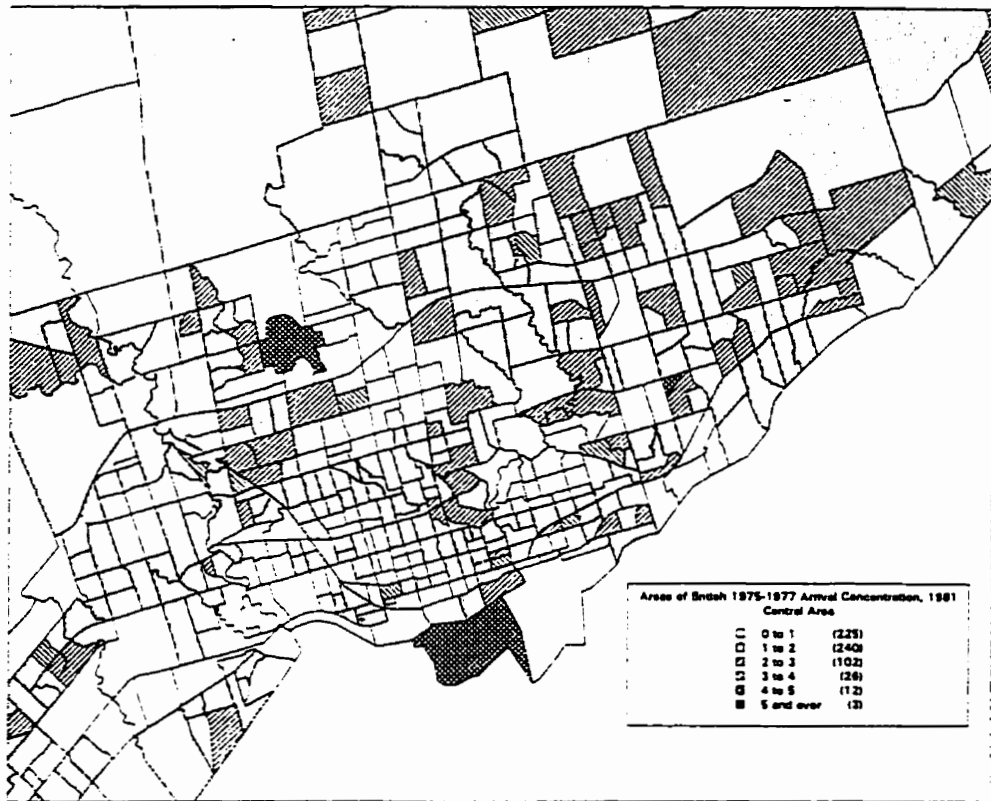 Areas of British 1975-1977 Arrival Concentration, 1981
Central Area
0 to 1 (225)
1 to 2 (240)
2 to 3 (102)
3 to 4 (26)
4 to 5 (12)
5 and over (3)